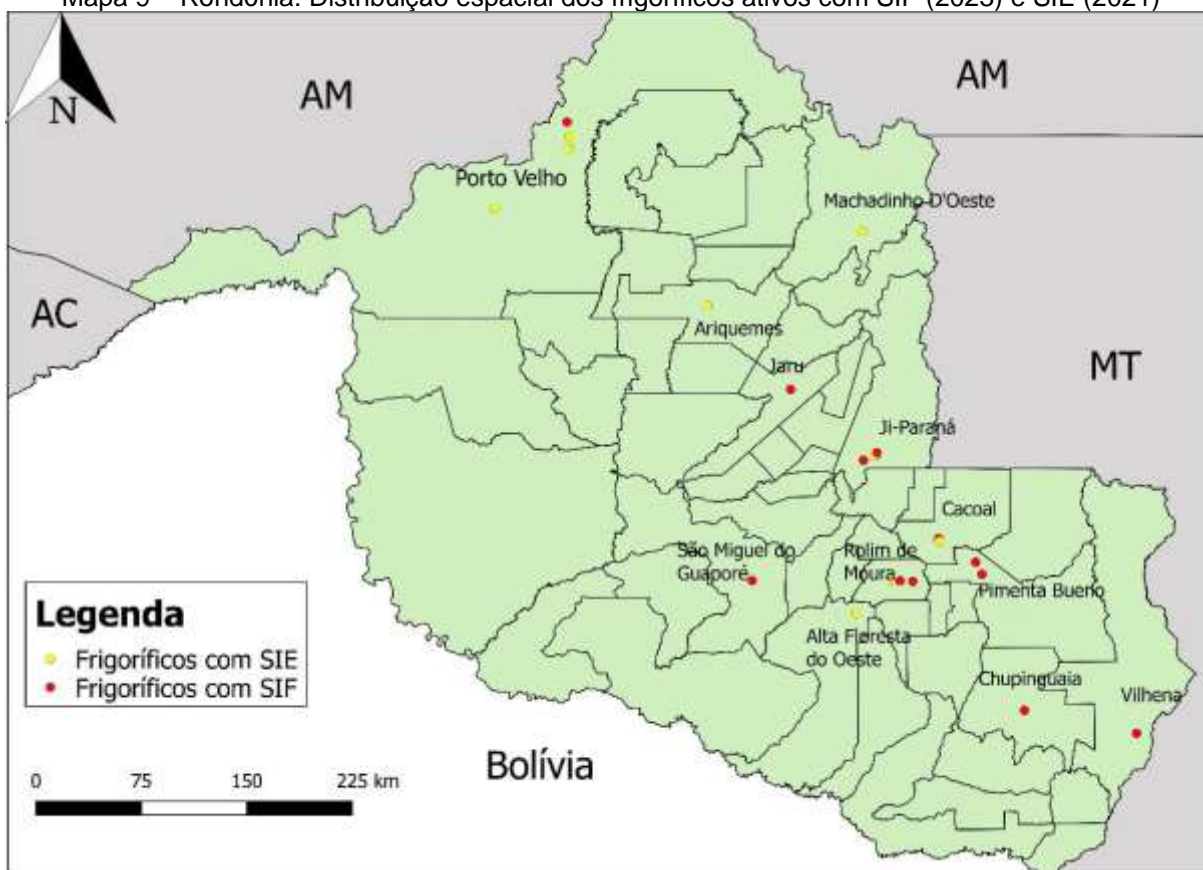 Mapa 9 – Rondônia: Distribuição espacial dos frigoríficos ativos com SIF (2023) e SIE (2021)
AM
AM
N
Porto Velho
Machadinho D'Oeste
AC
Ariquemes
Jaru
MT
Ji-Paraná
Cacoal
São Miguel do
Guaporé
Rolim de
Moura
Pimenta Bueno
Alta Floresta
do Oeste
Chupinguaia
Vilhena
Legenda
Frigoríficos com SIE
Frigoríficos com SIF
Bolívia
0 75 150 225 km